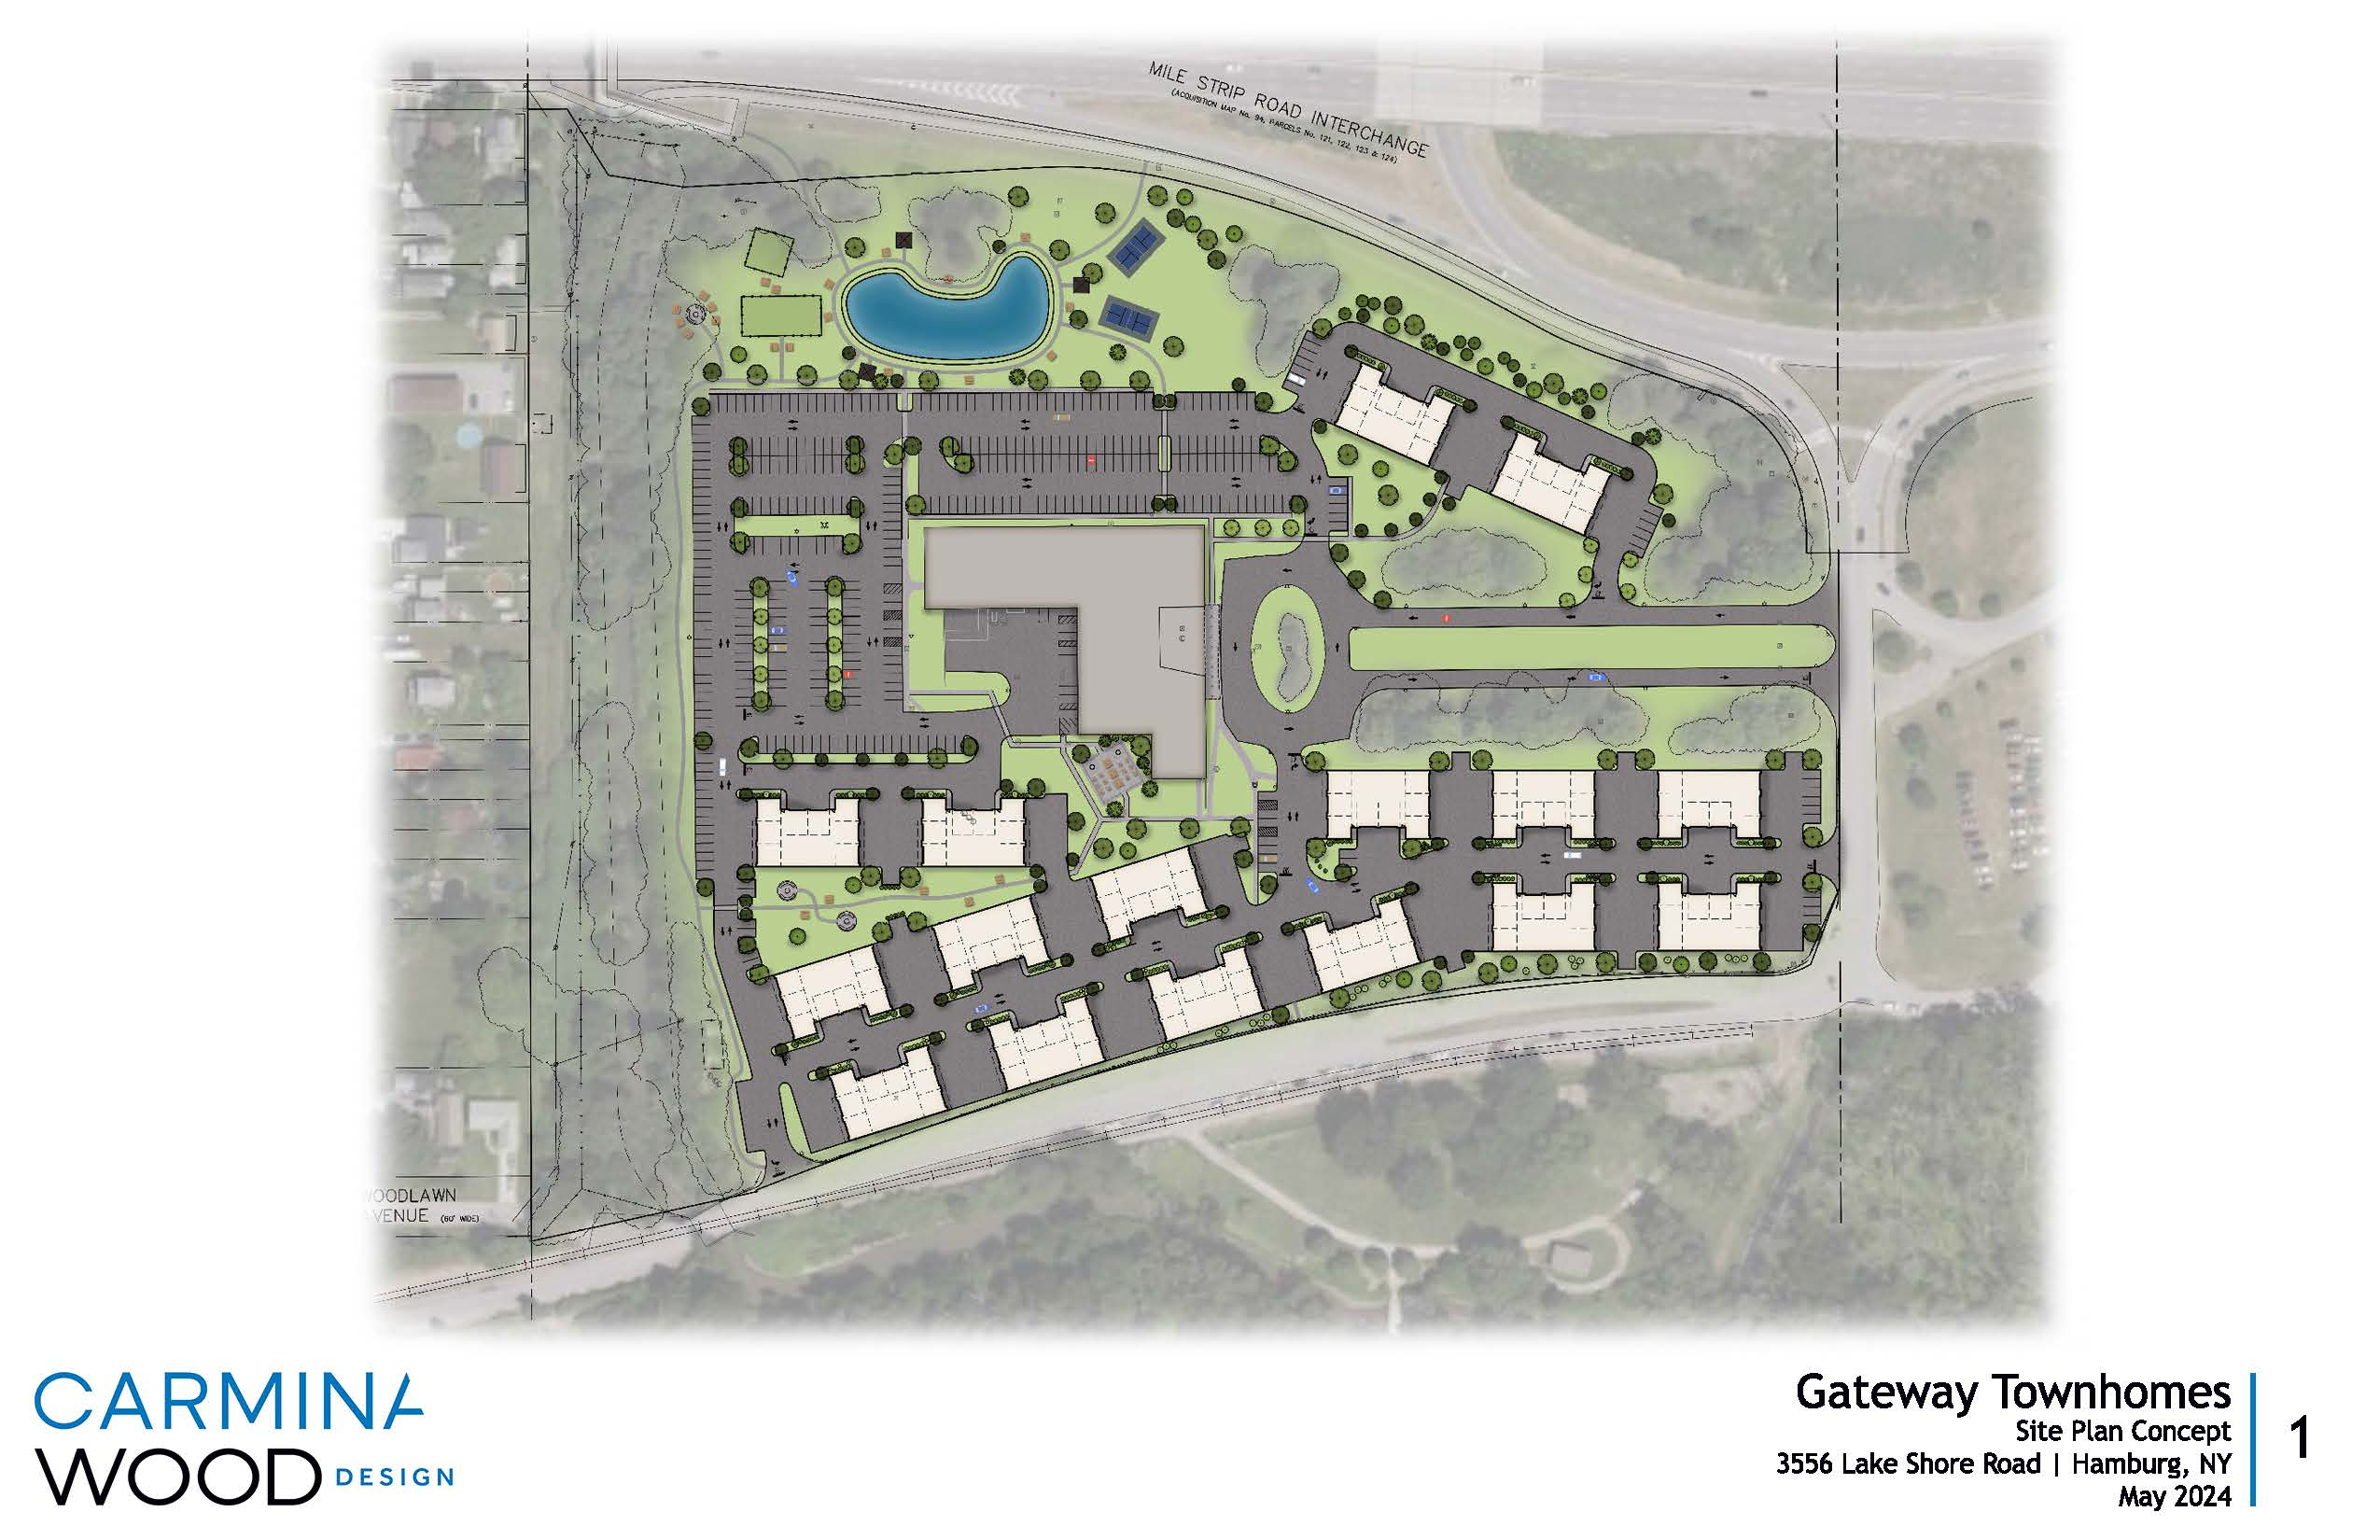 MILE STRIP ROAD INTERCHANGE
(ACQUISITION MAP No. 94, PARCELS No. 121, 122, 123 & 124)
WOODLAWN
AVENUE (60' WIDE)
CARMINA
WOOD DESIGN
Gateway Townhomes
Site Plan Concept
3556 Lake Shore Road | Hamburg, NY
May 2024
1